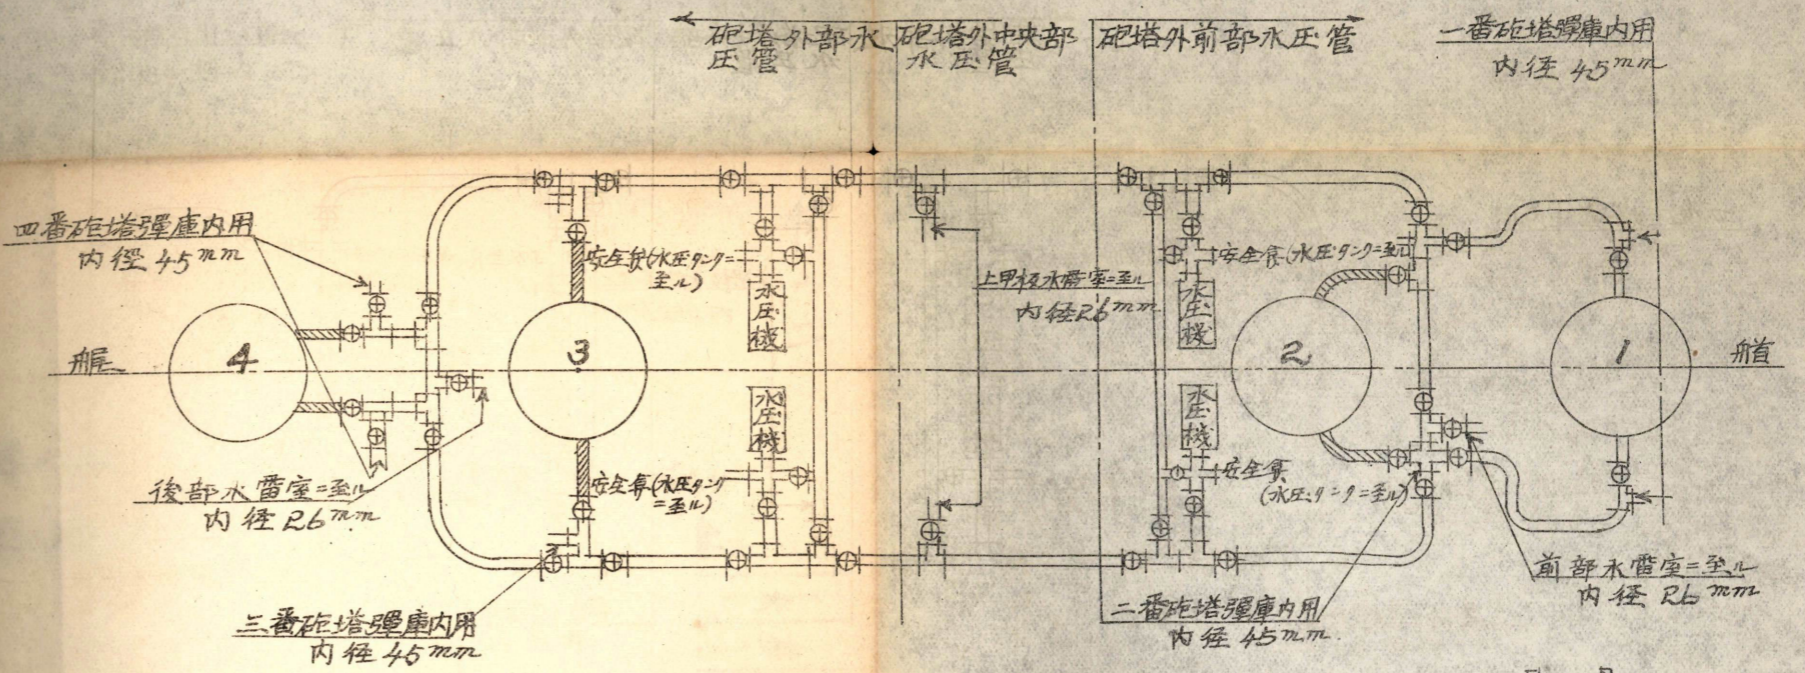 砲塔外部水
圧管
砲塔外中央部
水圧管
砲塔外前部水圧管
一番砲塔彈庫内用
内径 45mm
四番砲塔彈庫内用
内径 45mm
安全弁(水圧タンク=
至ル)
水圧機
上甲板水雷室=至ル
内径26mm
安全弁(水圧タンク=至ル
水圧機
艉
4
3
2
1
艏
水圧機
水圧機
後部水雷室=至ル
内径 26mm
安全弁(水圧タンク
=至ル)
安全弁
(水圧タンク=至ル)
三番砲塔彈庫内用
内径 45mm
二番砲塔彈庫内用
内径 45mm
前部水雷室=至ル
内径 26mm